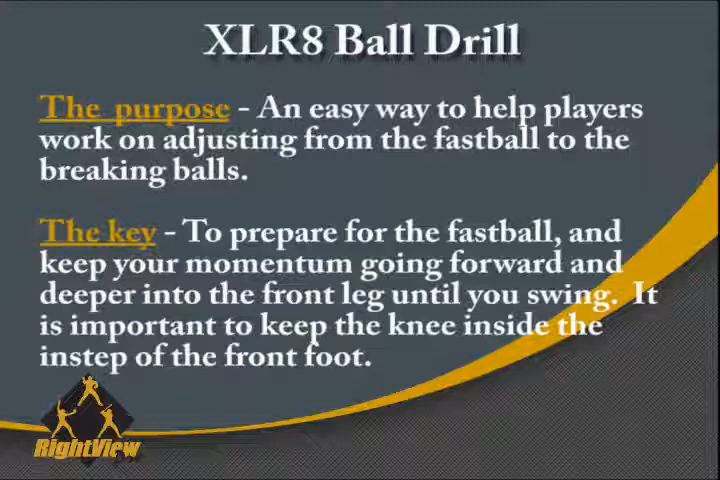 XLR8 Ball Drill
The purpose - An easy way to help players
work on adjusting from the fastball to the
breaking balls.
The key - To prepare for the fastball, and
keep your momentum going forward and
deeper into the front leg until you swing. It
is important to keep the knee inside the
instep of the front foot.
RightView